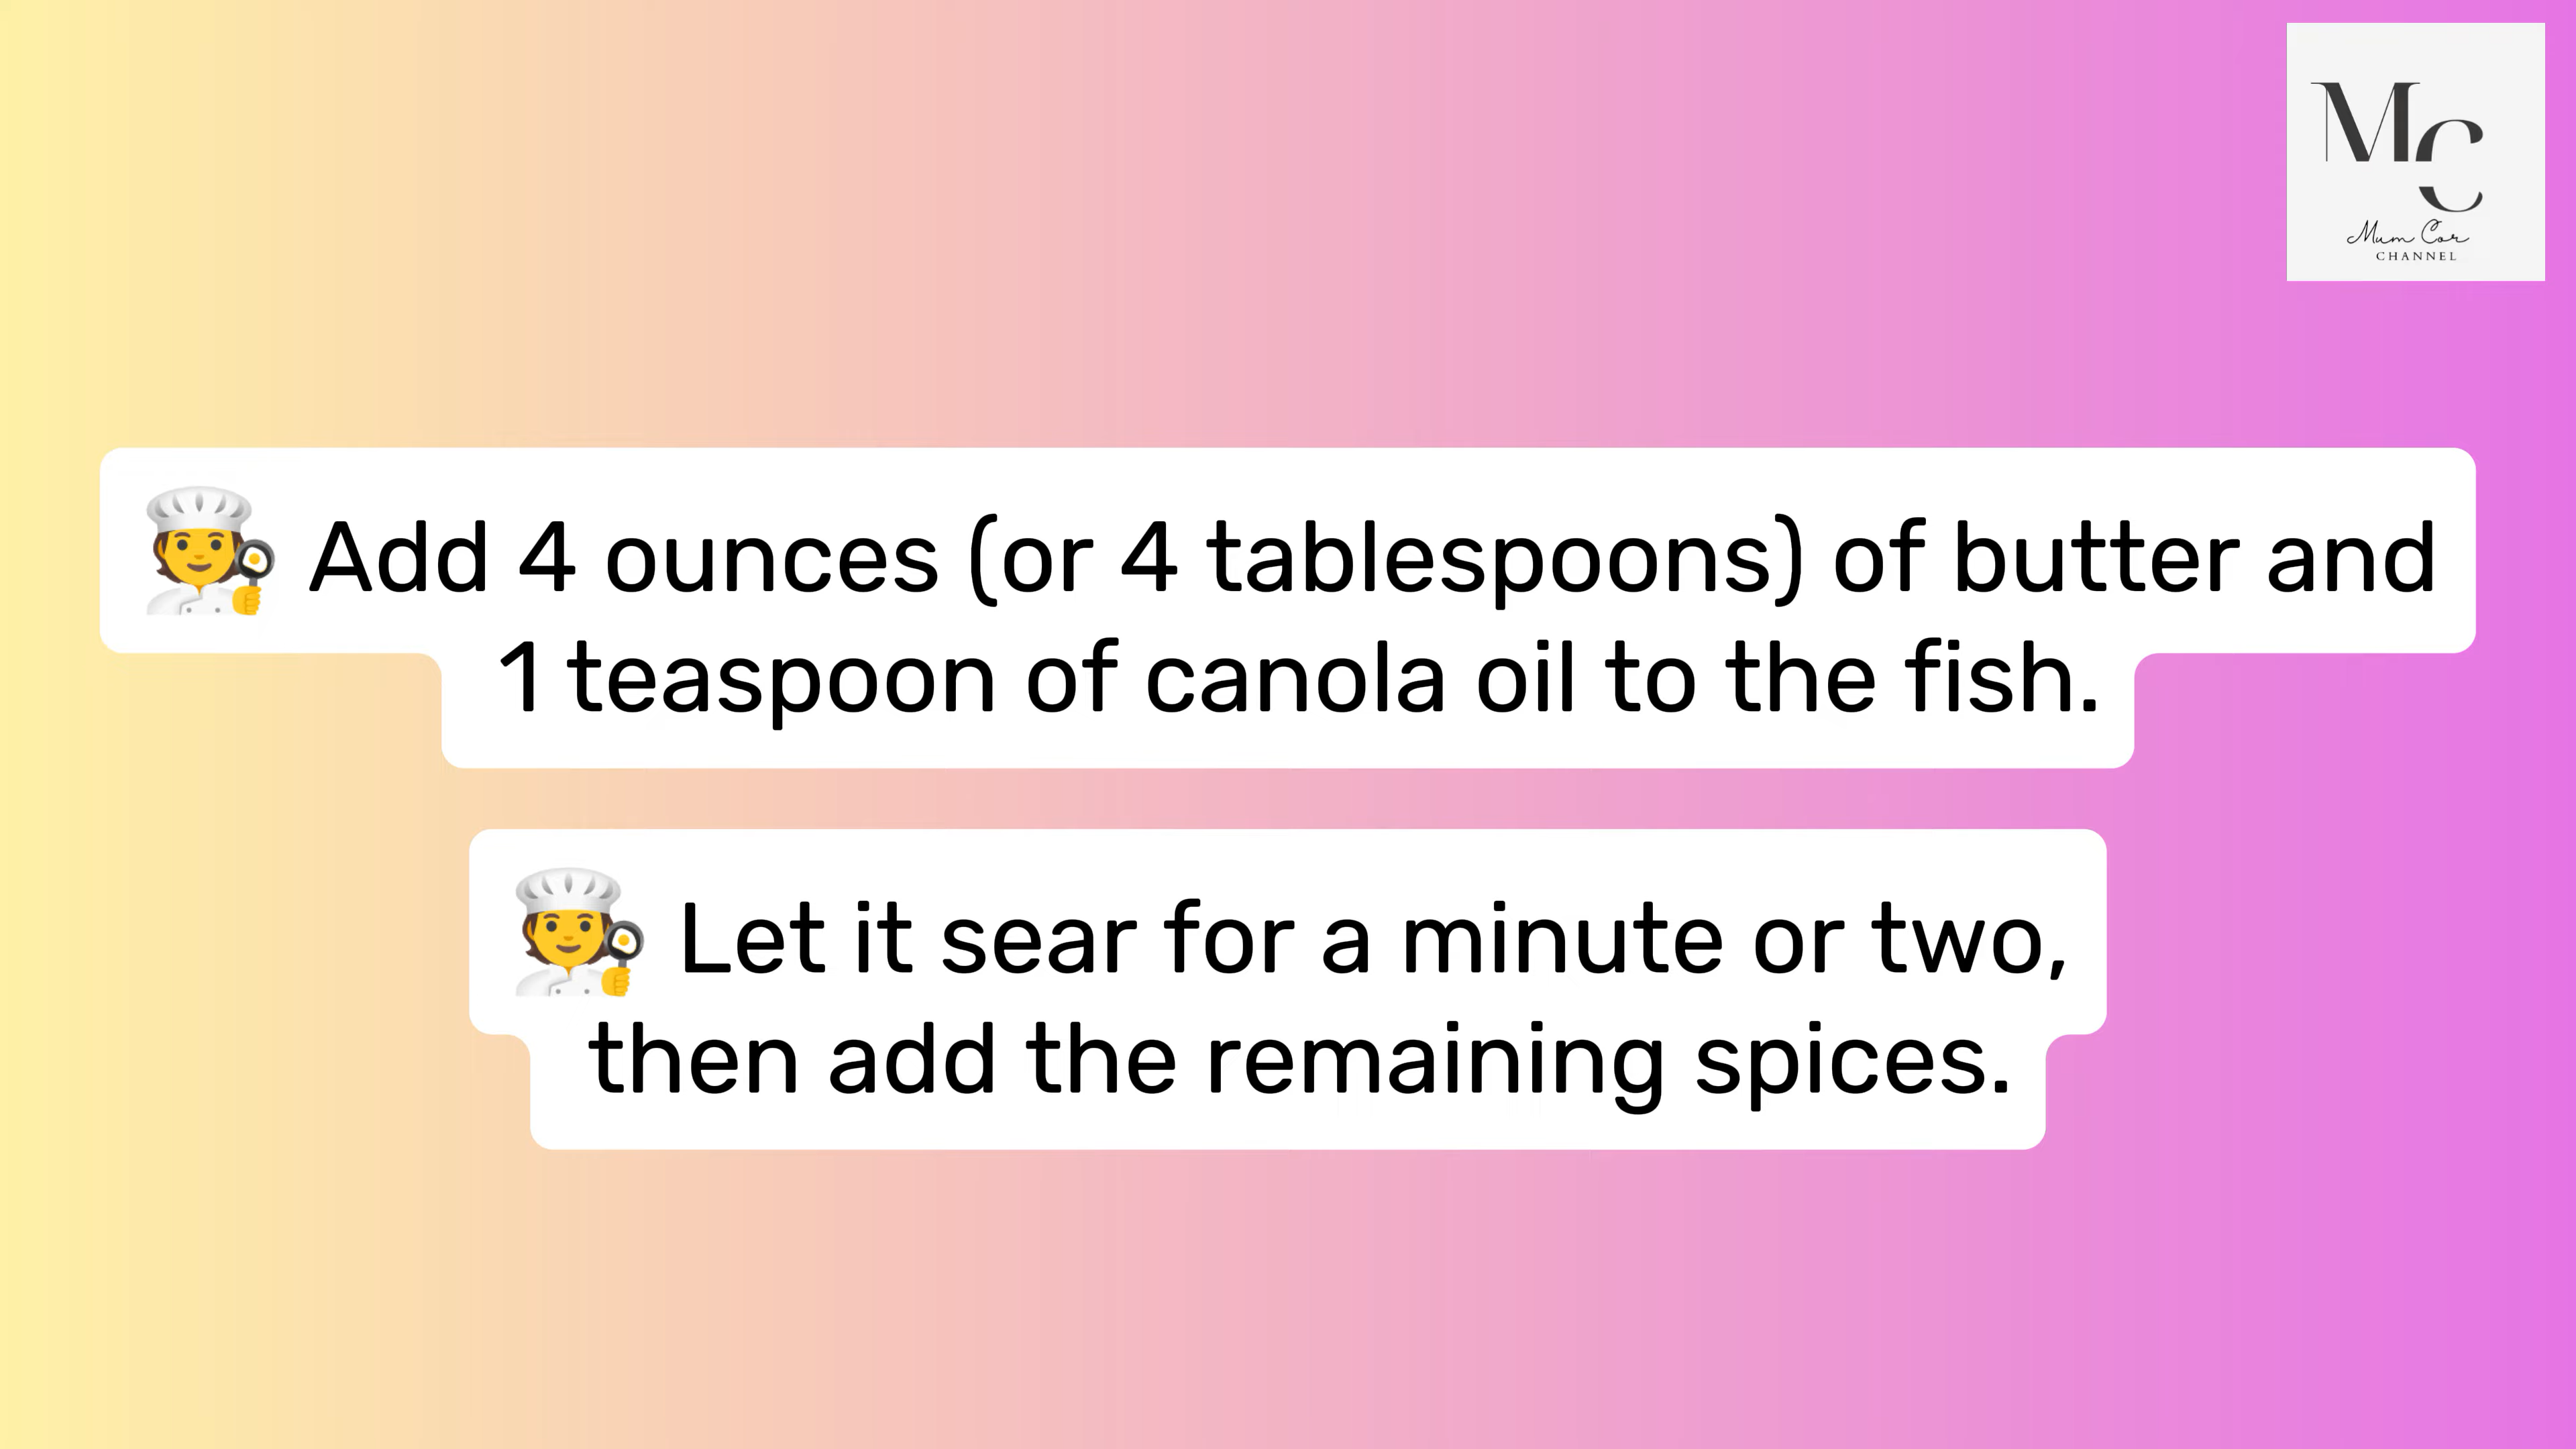 MC
Mum Cor
CHANNEL
🧑‍🍳 Add 4 ounces (or 4 tablespoons) of butter and
1 teaspoon of canola oil to the fish.
🧑‍🍳 Let it sear for a minute or two,
then add the remaining spices.